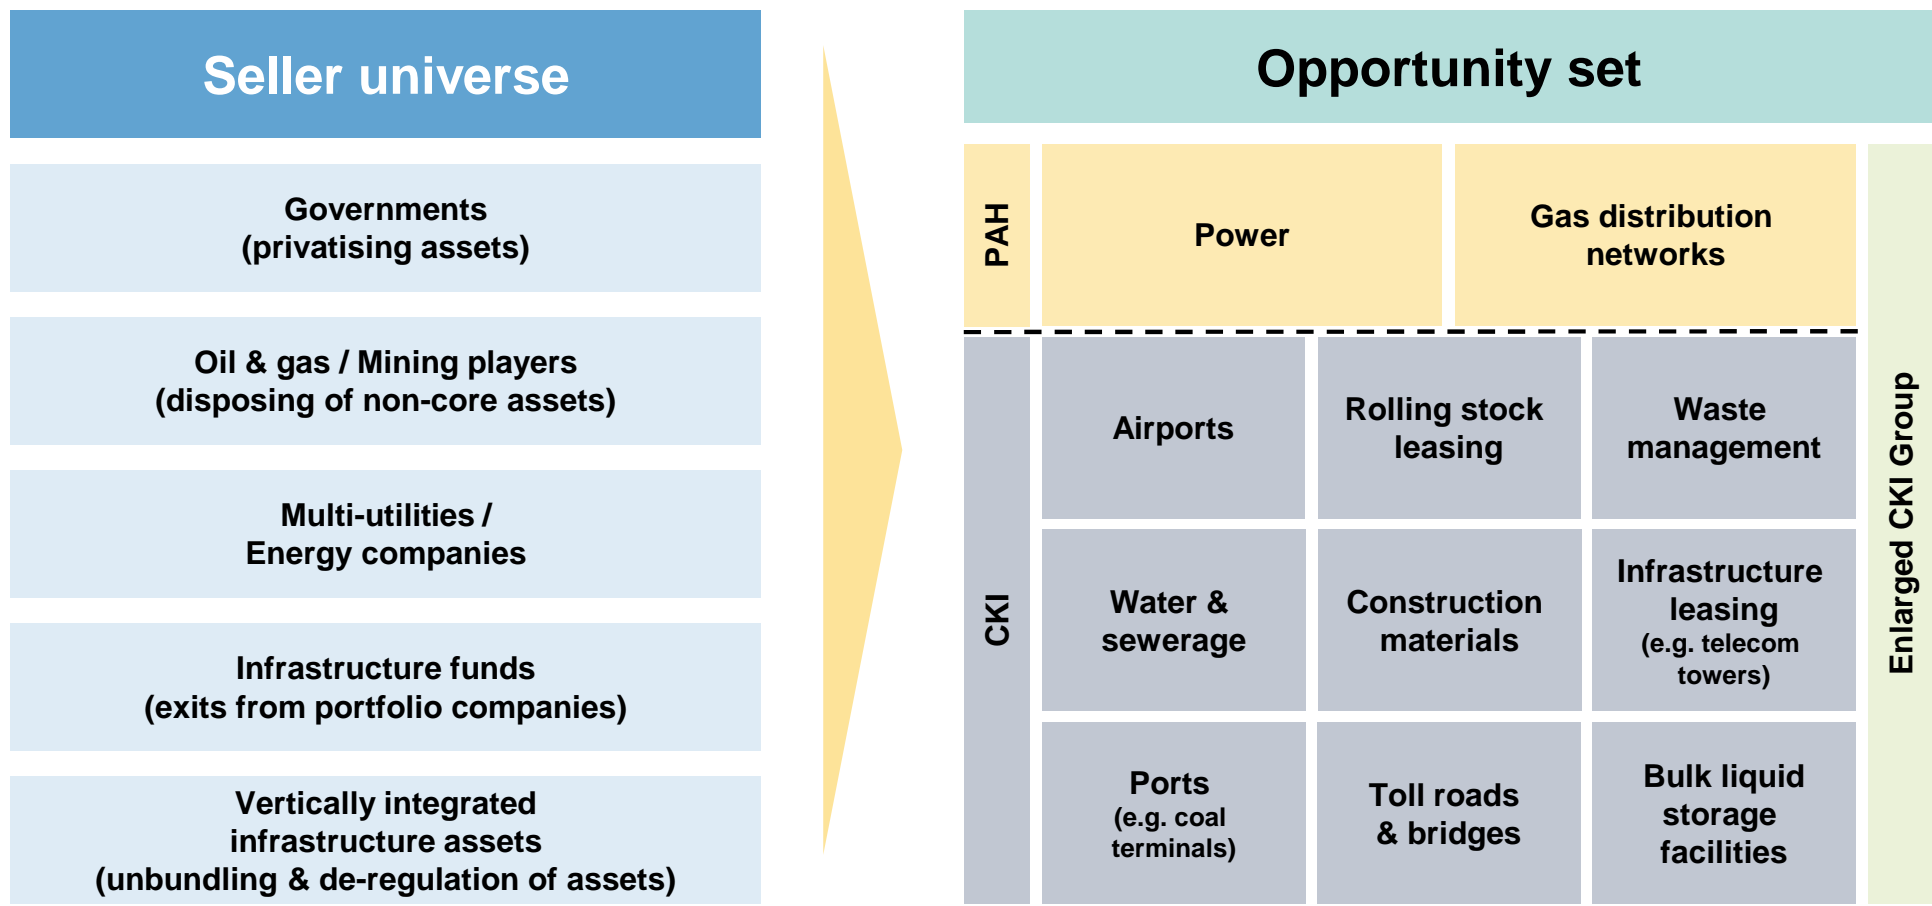 Seller universe
Governments
(privatising assets)
Oil & gas / Mining players
(disposing of non-core assets)
Multi-utilities /
Energy companies
Infrastructure funds
(exits from portfolio companies)
Vertically integrated
infrastructure assets
(unbundling & de-regulation of assets)
Opportunity set
PAH
Power
Gas distribution
networks
CKI
Airports
Rolling stock
leasing
Waste
management
Water &
sewerage
Construction
materials
Infrastructure
leasing
(e.g. telecom
towers)
Ports
(e.g. coal
terminals)
Toll roads
& bridges
Bulk liquid
storage
facilities
Enlarged CKI Group